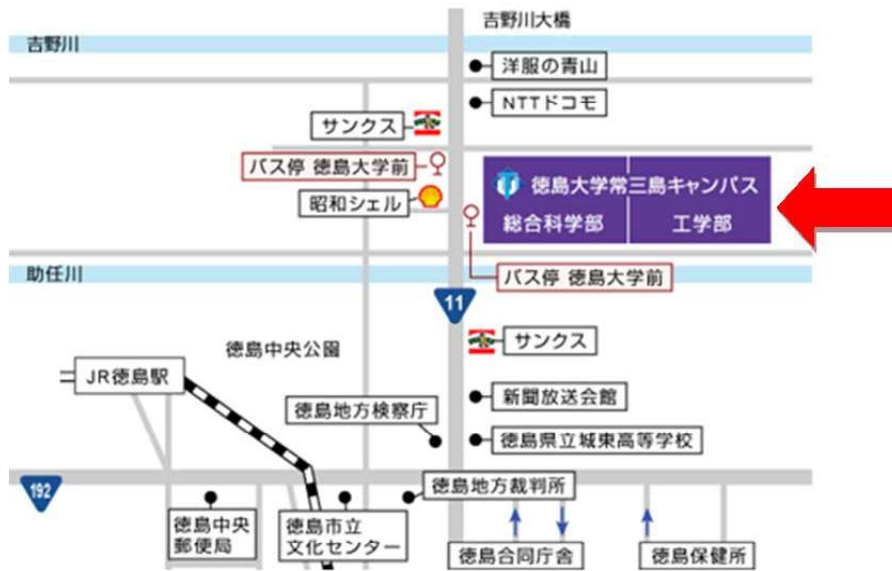 吉野川大橋
吉野川
洋服の青山
NTTドコモ
サンクス
バス停 徳島大学前
昭和シェル
徳島大学常三島キャンパス
総合科学部
工学部
バス停 徳島大学前
助任川
11
サンクス
徳島中央公園
JR徳島駅
新聞放送会館
徳島地方検察庁
徳島県立城東高等学校
192
徳島地方裁判所
徳島中央
郵便局
徳島市立
文化センター
徳島合同庁舎
徳島保健所